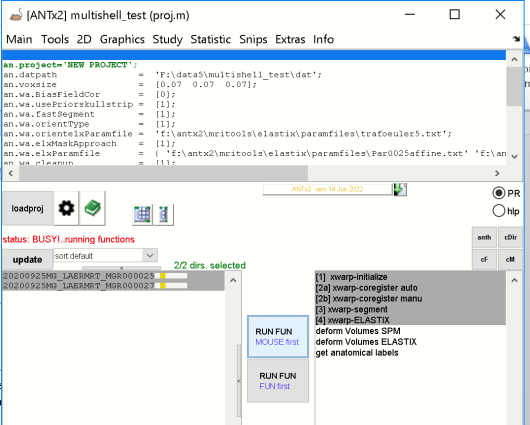 [ANTx2] multishell_test (proj.m)
Main Tools 2D Graphics Study Statistic Snips Extras Info
an.project='NEW PROJECT';
an.datpath = 'F:\data5\multishell_test\dat';
an.voxsize = [0.07 0.07 0.07];
an.wa.BiasFieldCor = [0];
an.wa.usePriorskullstrip = [1];
an.wa.fastSegment = [1];
an.wa.orientType = [1];
an.wa.orientelxParamfile = 'f:\antx2\mritools\elastix\paramfiles\trafoeuler5.txt';
an.wa.elxMaskApproach = [1];
an.wa.elxParamfile = { 'f:\antx2\mritools\elastix\paramfiles\Par0025affine.txt' 'f:\an
an.wa.cleanup = [1];
ANTx2 vers 14 Jun 2022
PR
loadproj
hlp
status: BUSY!..running functions
anth cDir
update
sort:default
cF cM
2/2 dirs. selected
20200925MG_LAERMRT_MGR000025
20200925MG_LAERMRT_MGR000027
RUN FUN
MOUSE first
RUN FUN
FUN first
[1] xwarp-initialize
[2a] xwarp-coregister auto
[2b] xwarp-coregister manu
[3] xwarp-segment
[4] xwarp-ELASTIX
deform Volumes SPM
deform Volumes ELASTIX
get anatomical labels